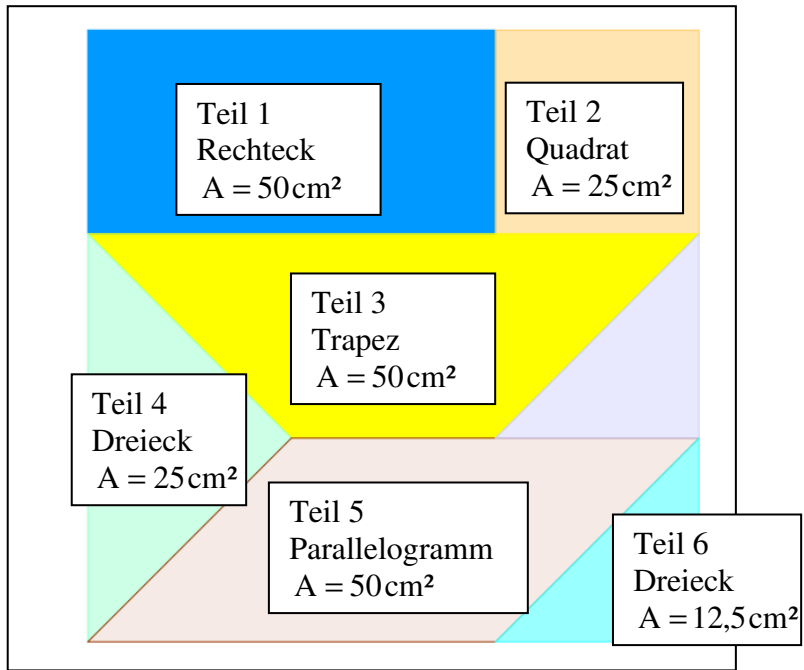 Teil 1
Rechteck
A = 50 cm²
Teil 2
Quadrat
A = 25 cm²
Teil 3
Trapez
A = 50 cm²
Teil 4
Dreieck
A = 25 cm²
Teil 5
Parallelogramm
A = 50 cm²
Teil 6
Dreieck
A = 12,5 cm²